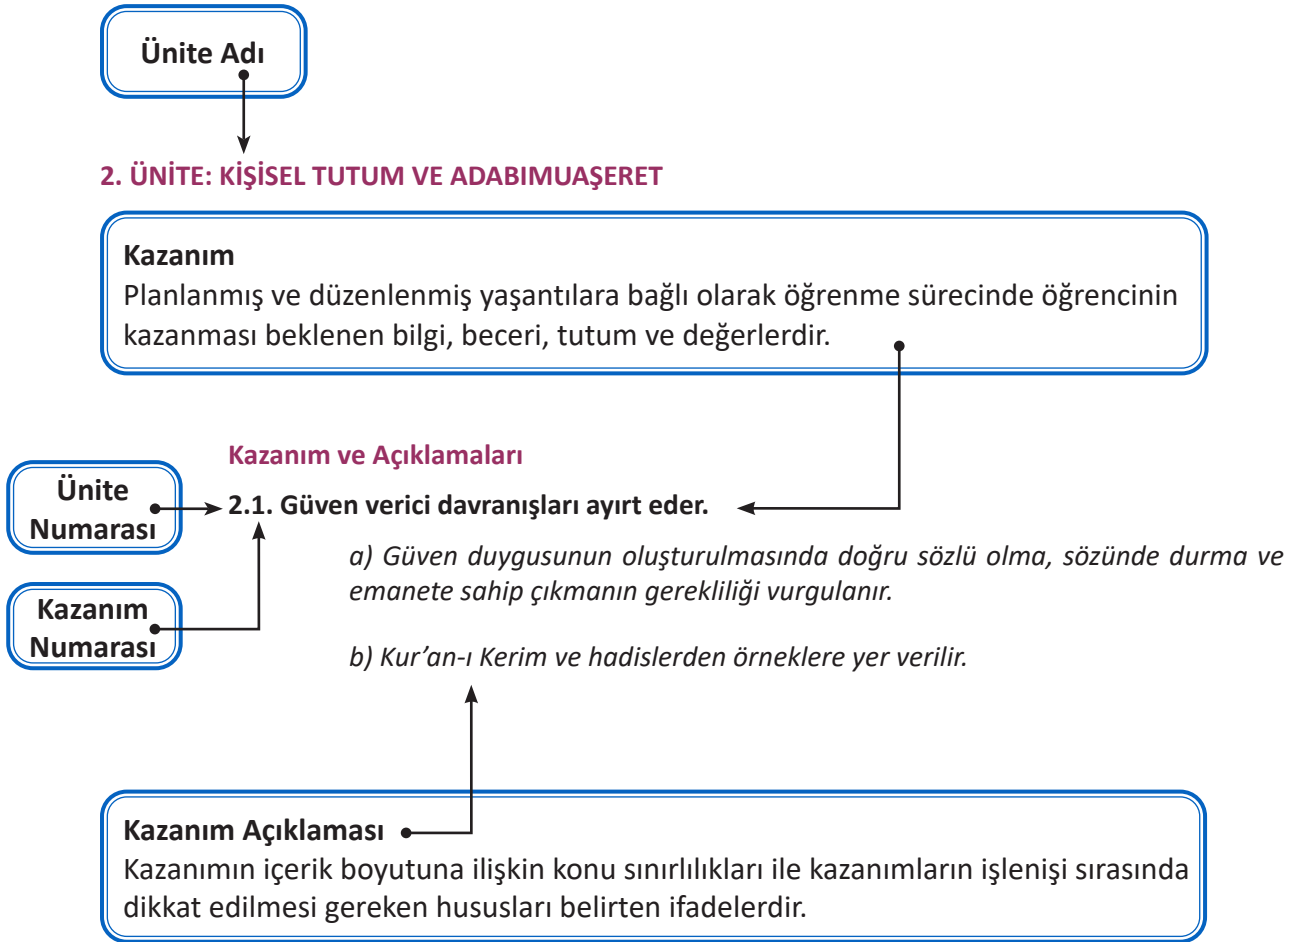 Ünite Adı
2. ÜNİTE: KİŞİSEL TUTUM VE ADABIMUAŞERET
Kazanım
Planlanmış ve düzenlenmiş yaşantılara bağlı olarak öğrenme sürecinde öğrencinin
kazanması beklenen bilgi, beceri, tutum ve değerlerdir.
Kazanım ve Açıklamaları
Ünite
Numarası
2.1. Güven verici davranışları ayırt eder.
a) Güven duygusunun oluşturulmasında doğru sözlü olma, sözünde durma ve
emanete sahip çıkmanın gerekliliği vurgulanır.
Kazanım
Numarası
b) Kur'an-ı Kerim ve hadislerden örneklere yer verilir.
Kazanım Açıklaması
Kazanımın içerik boyutuna ilişkin konu sınırlılıkları ile kazanımların işlenişi sırasında
dikkat edilmesi gereken hususları belirten ifadelerdir.